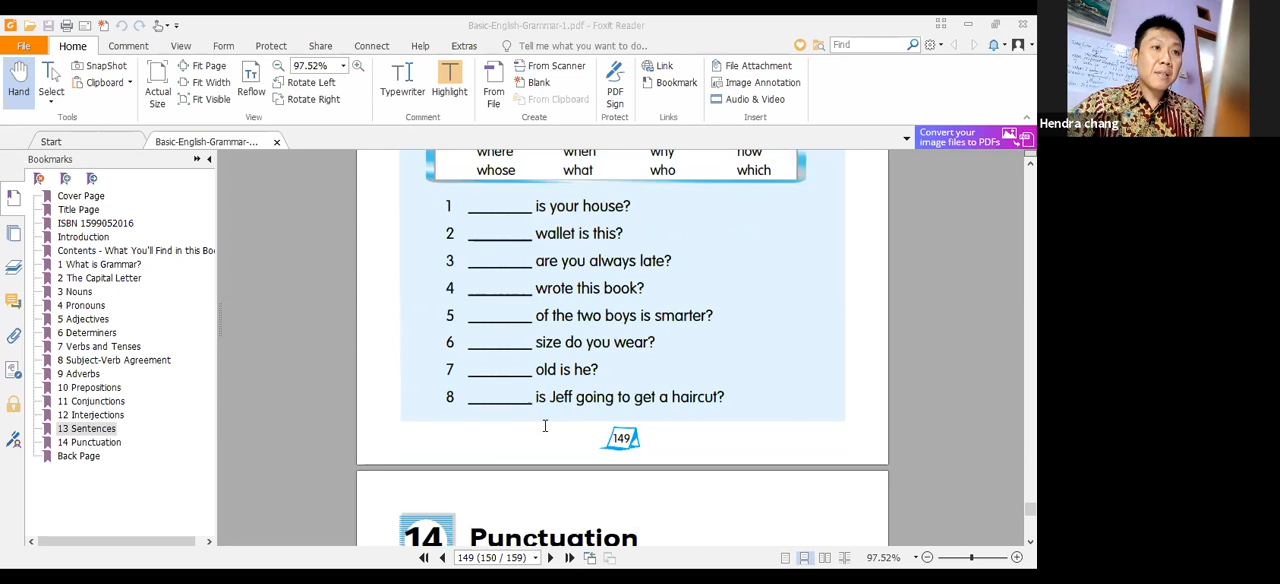 Basic-English-Grammar-1.pdf - Foxit Reader
File Home Comment View Form Protect Share Connect Help Extras Tell me what you want to do.. Find
Hand
Select
SnapShot
Clipboard
Actual
Size
Fit Page
Fit Width
Fit Visible
Reflow
97.52%
Rotate Left
Rotate Right
Typewriter
Highlight
From
File
From Scanner
Blank
From Clipboard
PDF
Sign
Link
Bookmark
File Attachment
Image Annotation
Audio & Video
Tools View Comment Create Protect Links Insert
Hendra chang
Start Basic-English-Grammar-...
Convert your
image files to PDFs
Bookmarks
Cover Page
Title Page
ISBN 1599052016
Introduction
Contents - What You'll Find in this Bo
1 What is Grammar?
2 The Capital Letter
3 Nouns
4 Pronouns
5 Adjectives
6 Determiners
7 Verbs and Tenses
8 Subject-Verb Agreement
9 Adverbs
10 Prepositions
11 Conjunctions
12 Interjections
13 Sentences
14 Punctuation
Back Page
where when why how
whose what who which
1 ________ is your house?
2 ________ wallet is this?
3 ________ are you always late?
4 ________ wrote this book?
5 ________ of the two boys is smarter?
6 ________ size do you wear?
7 ________ old is he?
8 ________ is Jeff going to get a haircut?
149
14 Punctuation
149 (150 / 159) 97.52%